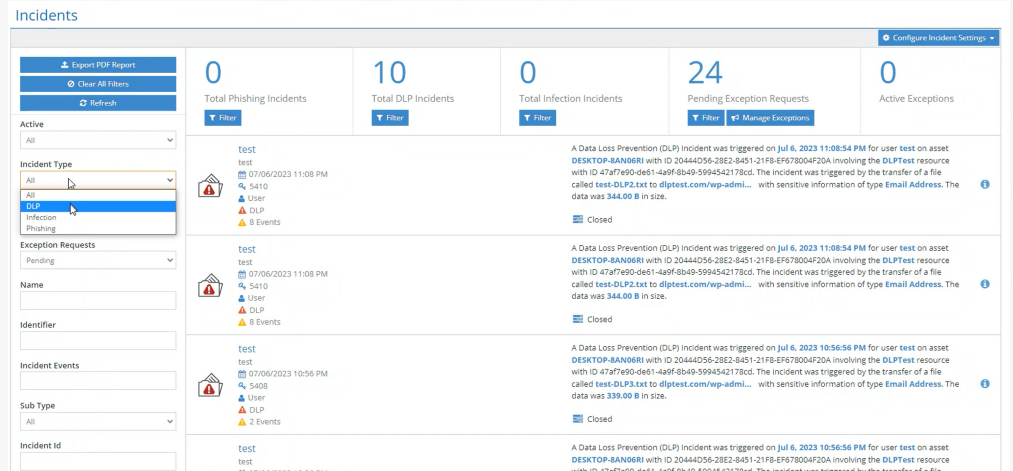 Incidents
Configure Incident Settings
Export PDF Report
Clear All Filters
Refresh
Active
All
Incident Type
All
All
DLP
Infection
Phishing
Exception Requests
Pending
Name
Identifier
Incident Events
Sub Type
All
Incident Id
0
Total Phishing Incidents
Filter
10
Total DLP Incidents
Filter
0
Total Infection Incidents
Filter
24
Pending Exception Requests
Filter
Manage Exceptions
0
Active Exceptions
test
test
07/06/2023 11:08 PM
5410
User
DLP
8 Events
A Data Loss Prevention (DLP) Incident was triggered on Jul 6, 2023 11:08:54 PM for user test on asset
DESKTOP-8AN06RI with ID 20444D56-28E2-8451-21F8-EF678004F20A involving the DLPTest resource
with ID 47af7e90-de61-4a9f-8b49-5994542178cd. The incident was triggered by the transfer of a file
called test-DLP2.txt to dlptest.com/wp-admi... with sensitive information of type Email Address. The
data was 344.00 B in size.
Closed
test
test
07/06/2023 11:08 PM
5410
User
DLP
8 Events
A Data Loss Prevention (DLP) Incident was triggered on Jul 6, 2023 11:08:54 PM for user test on asset
DESKTOP-8AN06RI with ID 20444D56-28E2-8451-21F8-EF678004F20A involving the DLPTest resource
with ID 47af7e90-de61-4a9f-8b49-5994542178cd. The incident was triggered by the transfer of a file
called test-DLP2.txt to dlptest.com/wp-admi... with sensitive information of type Email Address. The
data was 344.00 B in size.
Closed
test
test
07/06/2023 10:56 PM
5408
User
DLP
2 Events
A Data Loss Prevention (DLP) Incident was triggered on Jul 6, 2023 10:56:56 PM for user test on asset
DESKTOP-8AN06RI with ID 20444D56-28E2-8451-21F8-EF678004F20A involving the DLPTest resource
with ID 47af7e90-de61-4a9f-8b49-5994542178cd. The incident was triggered by the transfer of a file
called test-DLP3.txt to dlptest.com/wp-admi... with sensitive information of type Email Address. The
data was 339.00 B in size.
Closed
test
test
A Data Loss Prevention (DLP) Incident was triggered on Jul 6, 2023 10:56:56 PM for user test on asset
DESKTOP-8AN06RI with ID 20444D56-28E2-8451-21F8-EF678004F20A involving the DLPTest resource